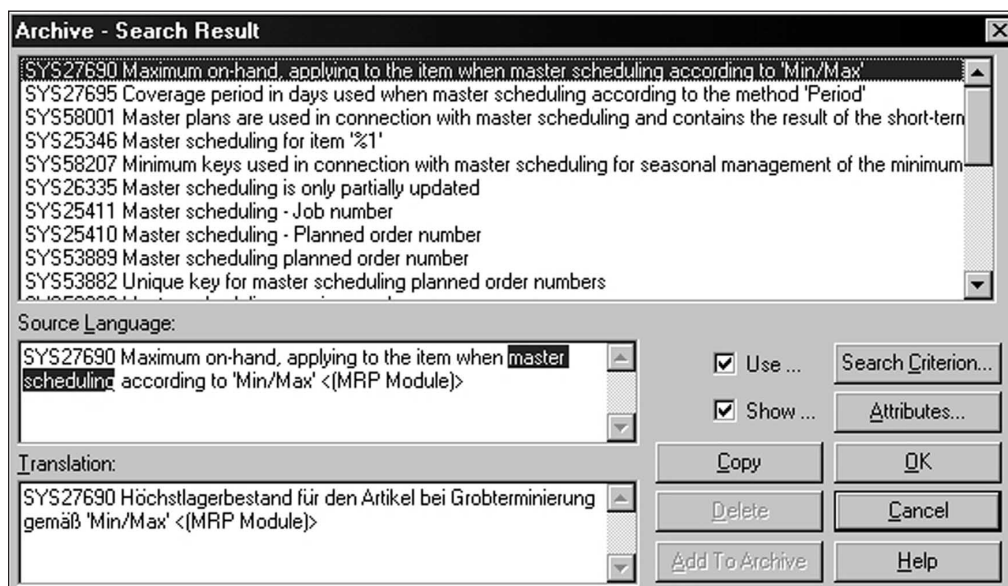 Archive - Search Result
SYS27690 Maximum on-hand, applying to the item when master scheduling according to 'Min/Max'
SYS27695 Coverage period in days used when master scheduling according to the method 'Period'
SYS58001 Master plans are used in connection with master scheduling and contains the result of the short-tern
SYS25346 Master scheduling for item '%1'
SYS58207 Minimum keys used in connection with master scheduling for seasonal management of the minimum
SYS26335 Master scheduling is only partially updated
SYS25411 Master scheduling - Job number
SYS25410 Master scheduling - Planned order number
SYS53889 Master scheduling planned order number
SYS53882 Unique key for master scheduling planned order numbers
Source Language:
SYS27690 Maximum on-hand, applying to the item when master
scheduling according to 'Min/Max' <(MRP Module)>
Use ...
Search Criterion...
Show ...
Attributes...
Translation:
Copy
OK
SYS27690 Höchstlagerbestand für den Artikel bei Grobterminierung
gemäß 'Min/Max' <(MRP Module)>
Delete
Cancel
Add To Archive
Help